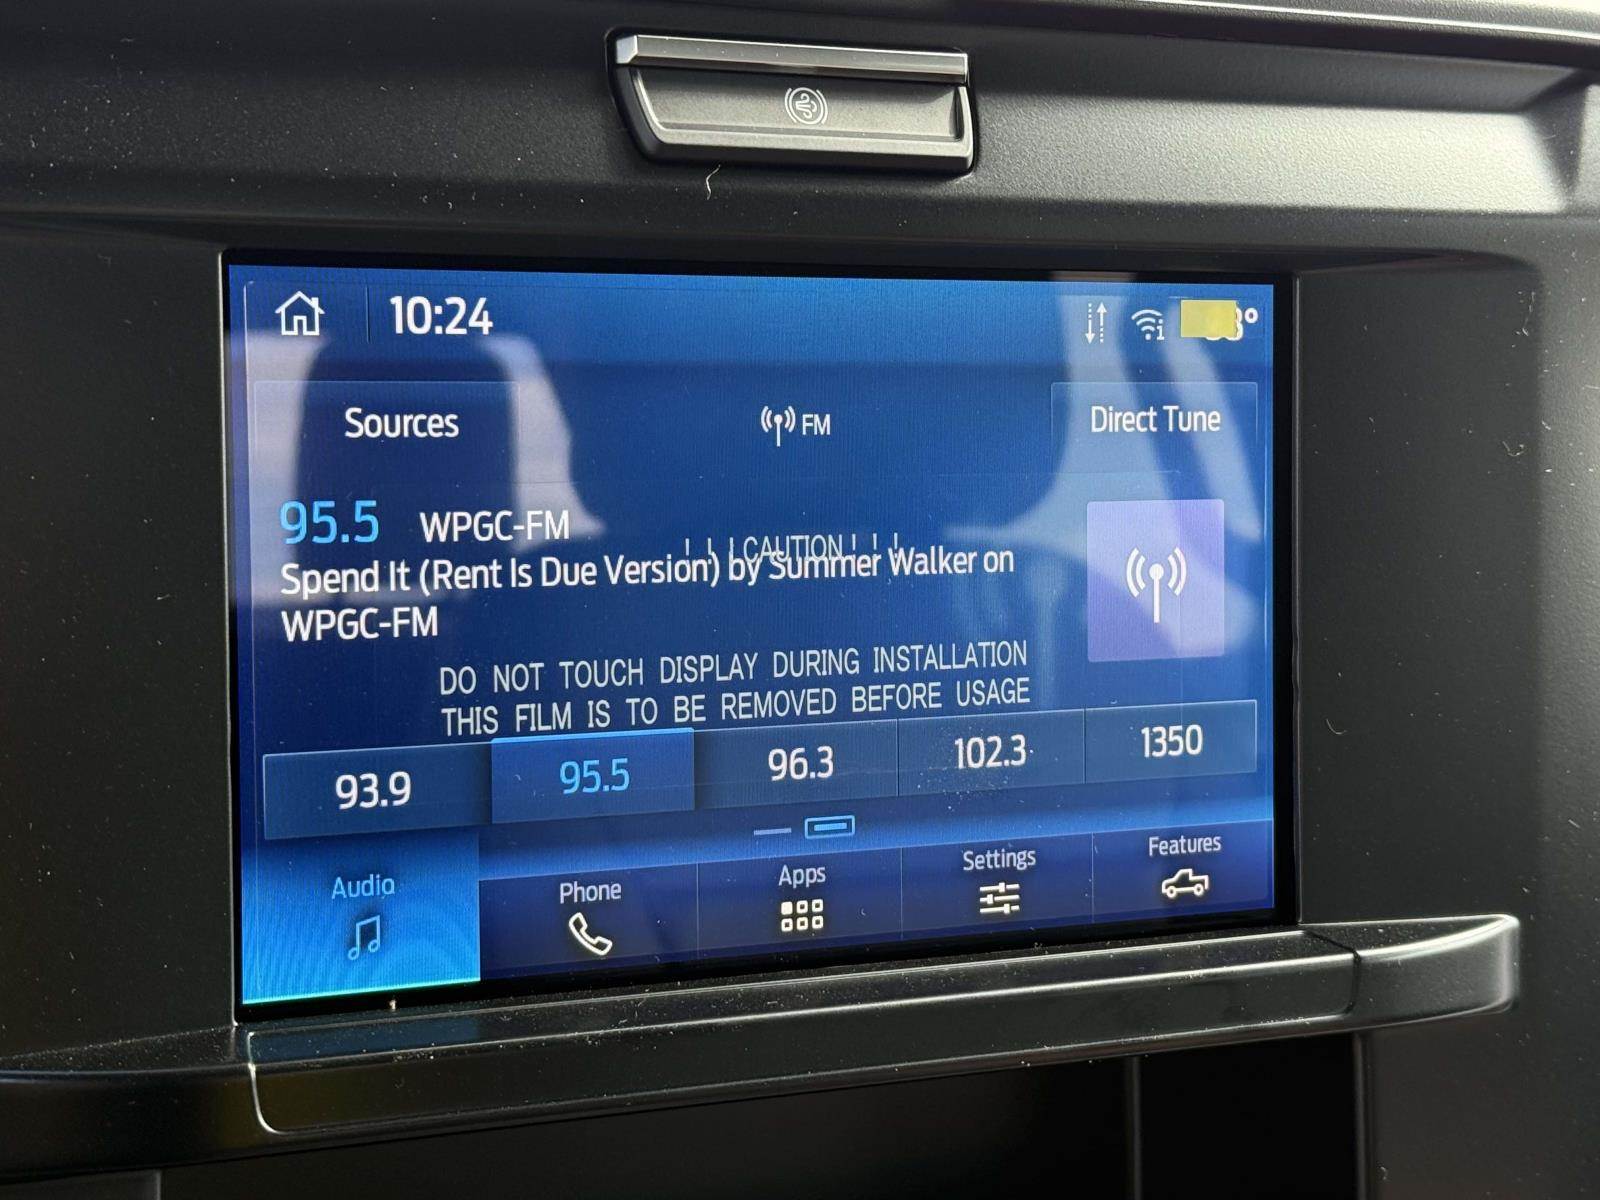 10:24
Sources
FM
Direct Tune
95.5 WPGC-FM
! ! ! CAUTION ! ! !
Spend It (Rent Is Due Version) by Summer Walker on
WPGC-FM
DO NOT TOUCH DISPLAY DURING INSTALLATION
THIS FILM IS TO BE REMOVED BEFORE USAGE
93.9 95.5 96.3 102.3 1350
Audio Phone Apps Settings Features